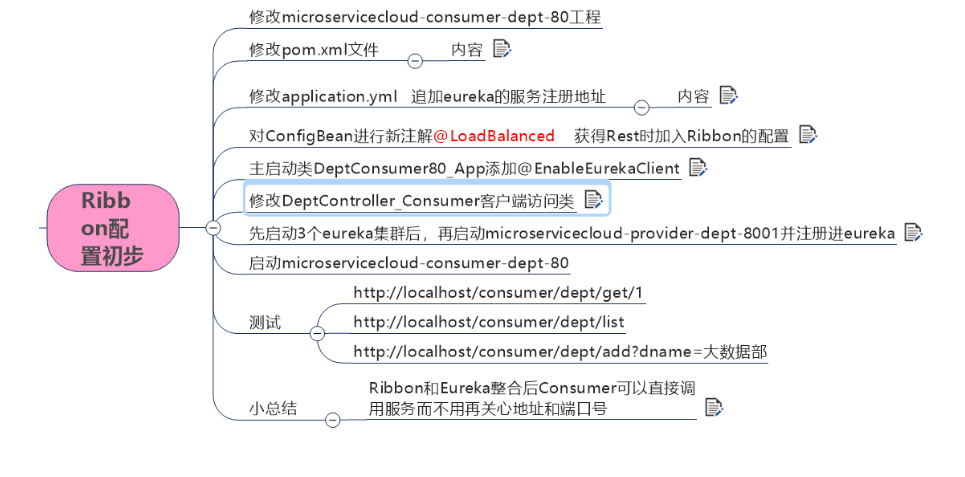 修改microservicecloud-consumer-dept-80工程
修改pom.xml文件 内容
修改application.yml 追加eureka的服务注册地址 内容
对ConfigBean进行新注解@LoadBalanced 获得Rest时加入Ribbon的配置
主启动类DeptConsumer80_App添加@EnableEurekaClient
Ribb
on配
置初步
修改DeptController_Consumer客户端访问类
先启动3个eureka集群后，再启动microservicecloud-provider-dept-8001并注册进eureka
启动microservicecloud-consumer-dept-80
测试
http://localhost/consumer/dept/get/1
http://localhost/consumer/dept/list
http://localhost/consumer/dept/add?dname=大数据部
小总结
Ribbon和Eureka整合后Consumer可以直接调
用服务而不用再关心地址和端口号